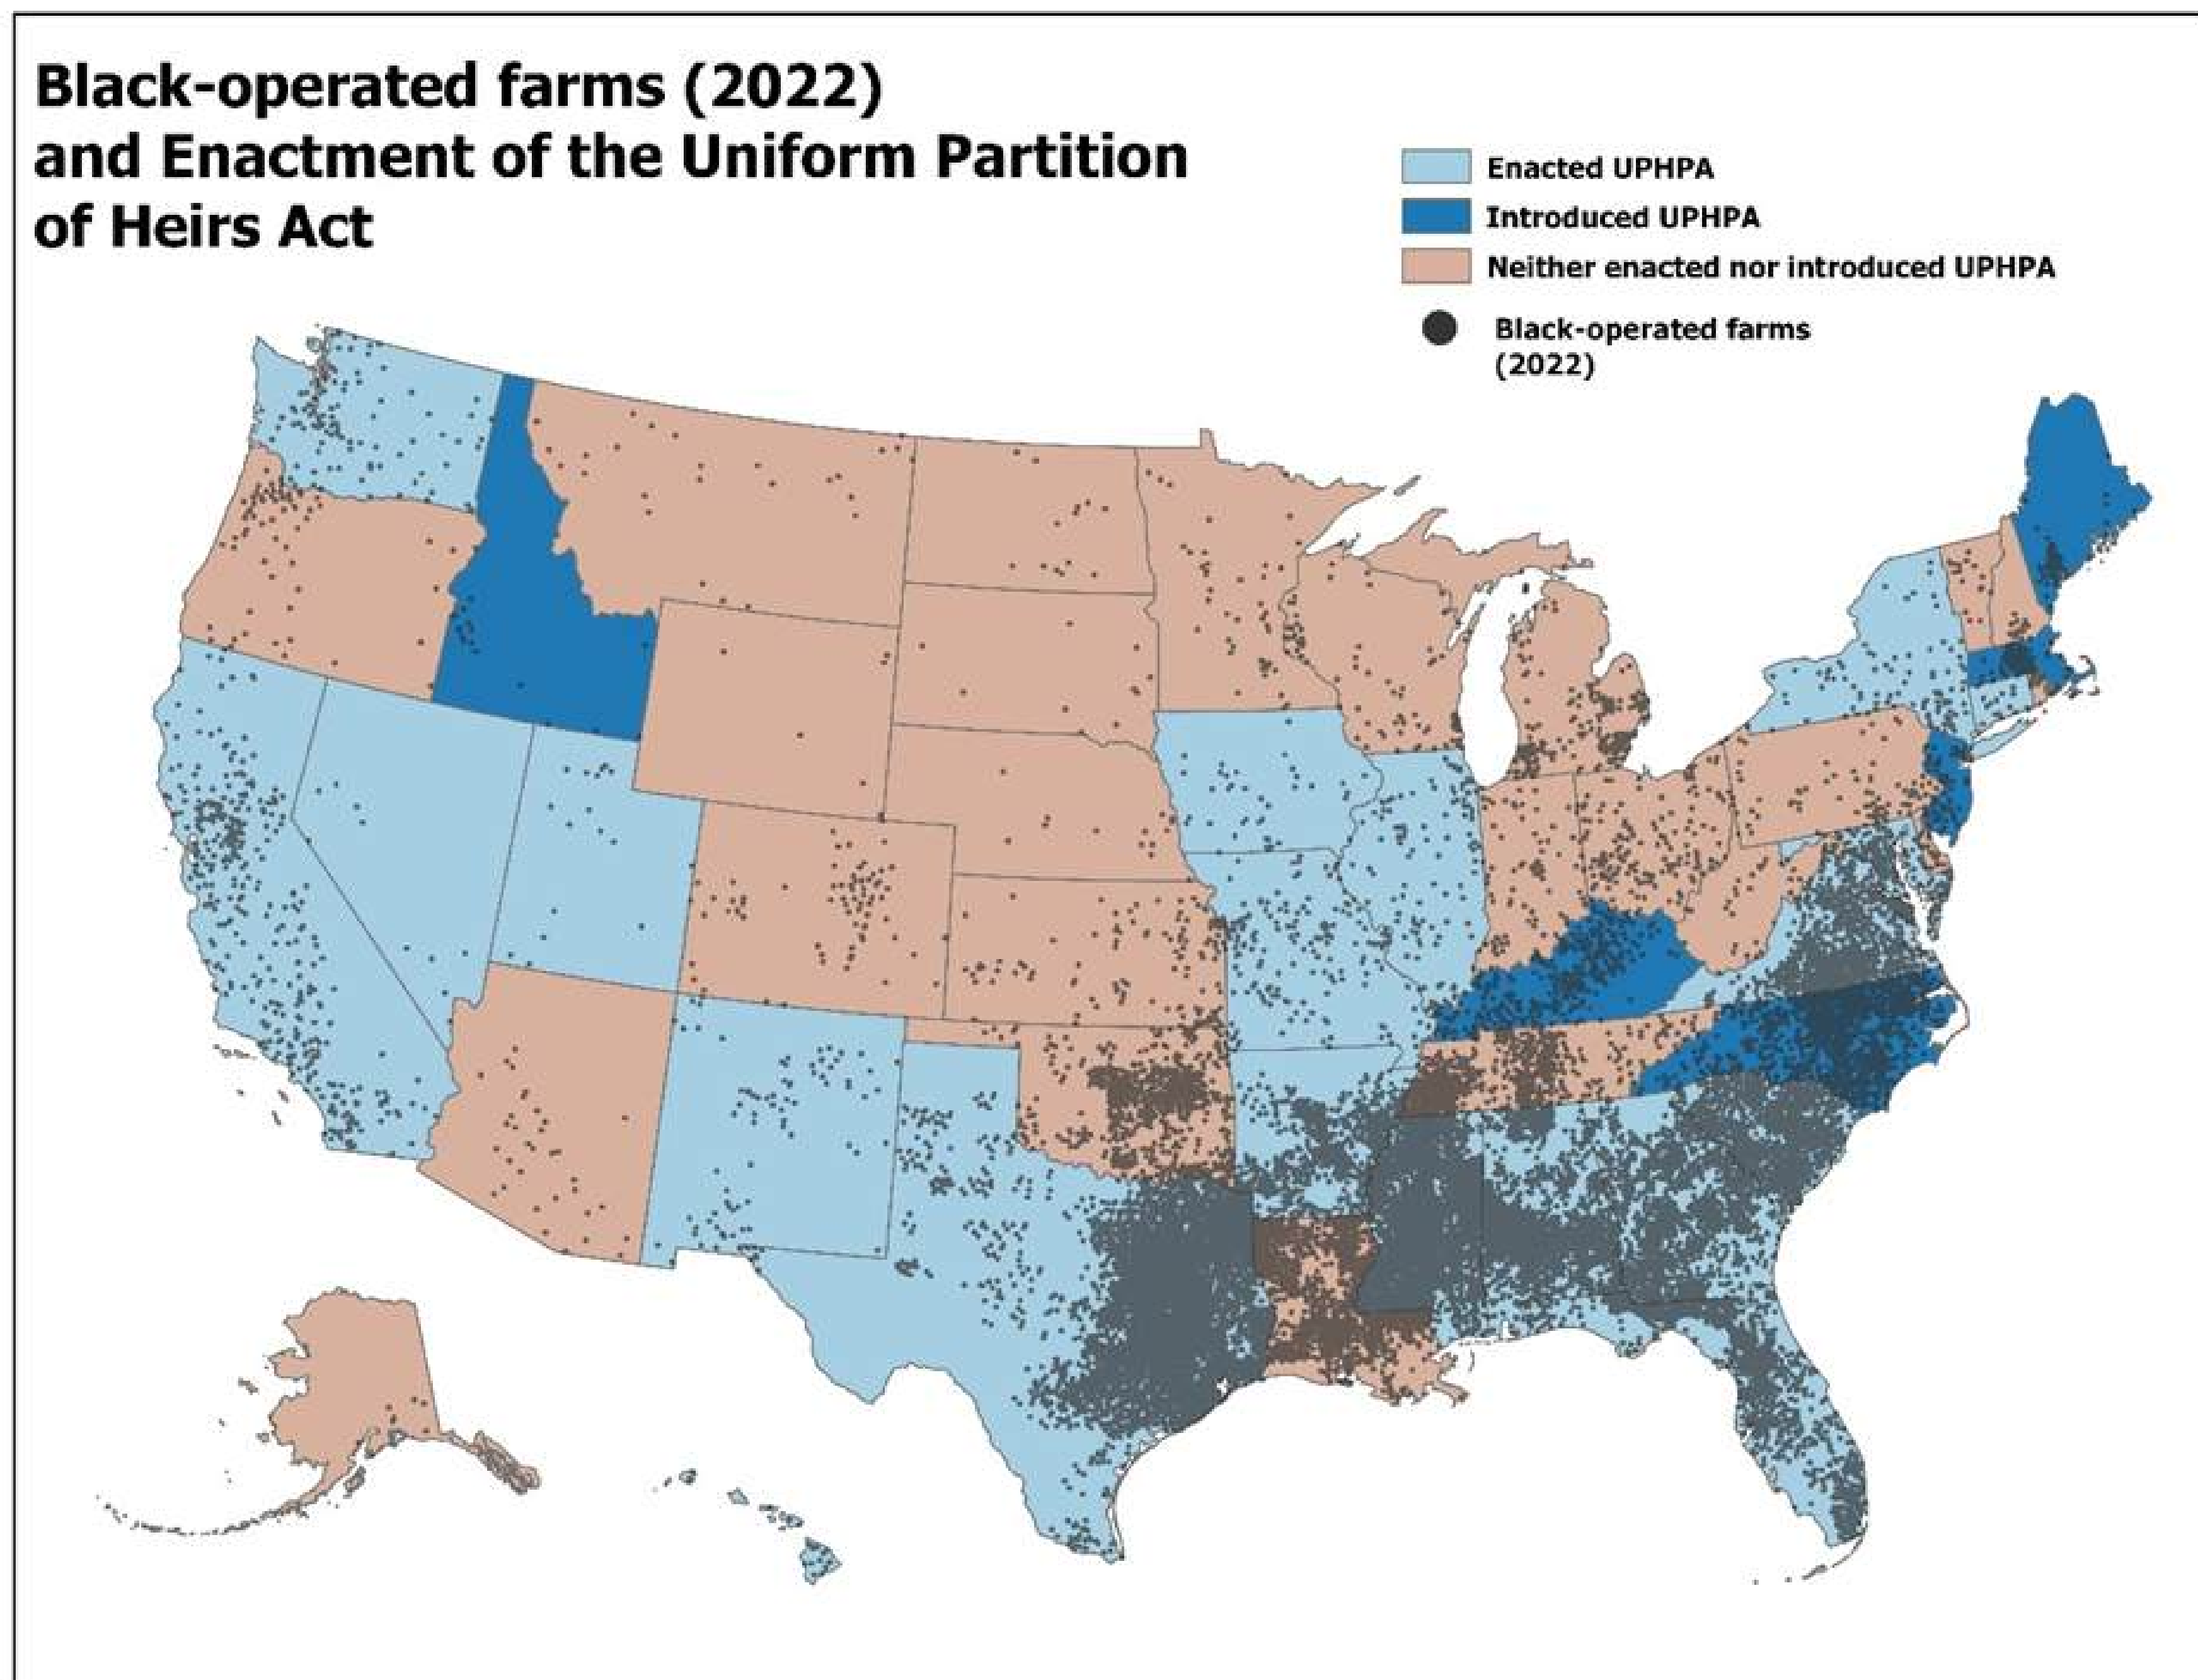 Black-operated farms (2022)
and Enactment of the Uniform Partition
of Heirs Act
Enacted UPHPA
Introduced UPHPA
Neither enacted nor introduced UPHPA
Black-operated farms
(2022)